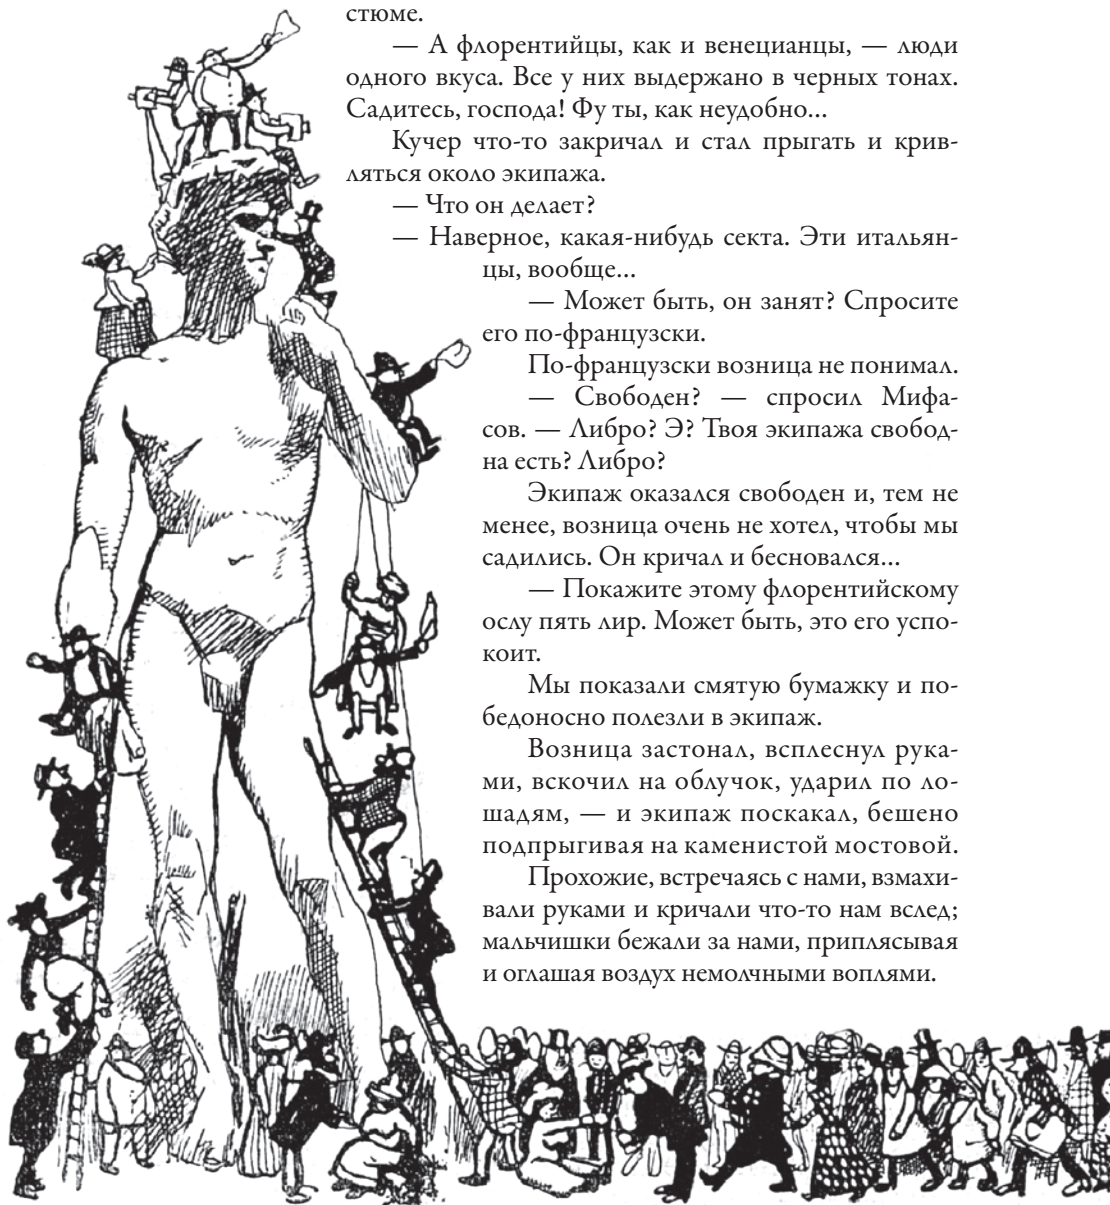 стюме.
— А флорентийцы, как и венецианцы, — люди
одного вкуса. Все у них выдержано в черных тонах.
Садитесь, господа! Фу ты, как неудобно...
Кучер что-то закричал и стал прыгать и крив-
ляться около экипажа.
— Что он делает?
— Наверное, какая-нибудь секта. Эти итальян-
цы, вообще...
— Может быть, он занят? Спросите
его по-французски.
По-французски возница не понимал.
— Свободен? — спросил Мифа-
сов. — Либро? Э? Твоя экипажа свобод-
на есть? Либро?
Экипаж оказался свободен и, тем не
менее, возница очень не хотел, чтобы мы
садились. Он кричал и бесновался...
— Покажите этому флорентийскому
ослу пять лир. Может быть, это его успо-
коит.
Мы показали смятую бумажку и по-
бедоносно полезли в экипаж.
Возница застонал, всплеснул рука-
ми, вскочил на облучок, ударил по ло-
шадям, — и экипаж поскакал, бешено
подпрыгивая на каменистой мостовой.
Прохожие, встречаясь с нами, взмахи-
вали руками и кричали что-то нам вслед;
мальчишки бежали за нами, приплясывая
и оглашая воздух немолчными воплями.